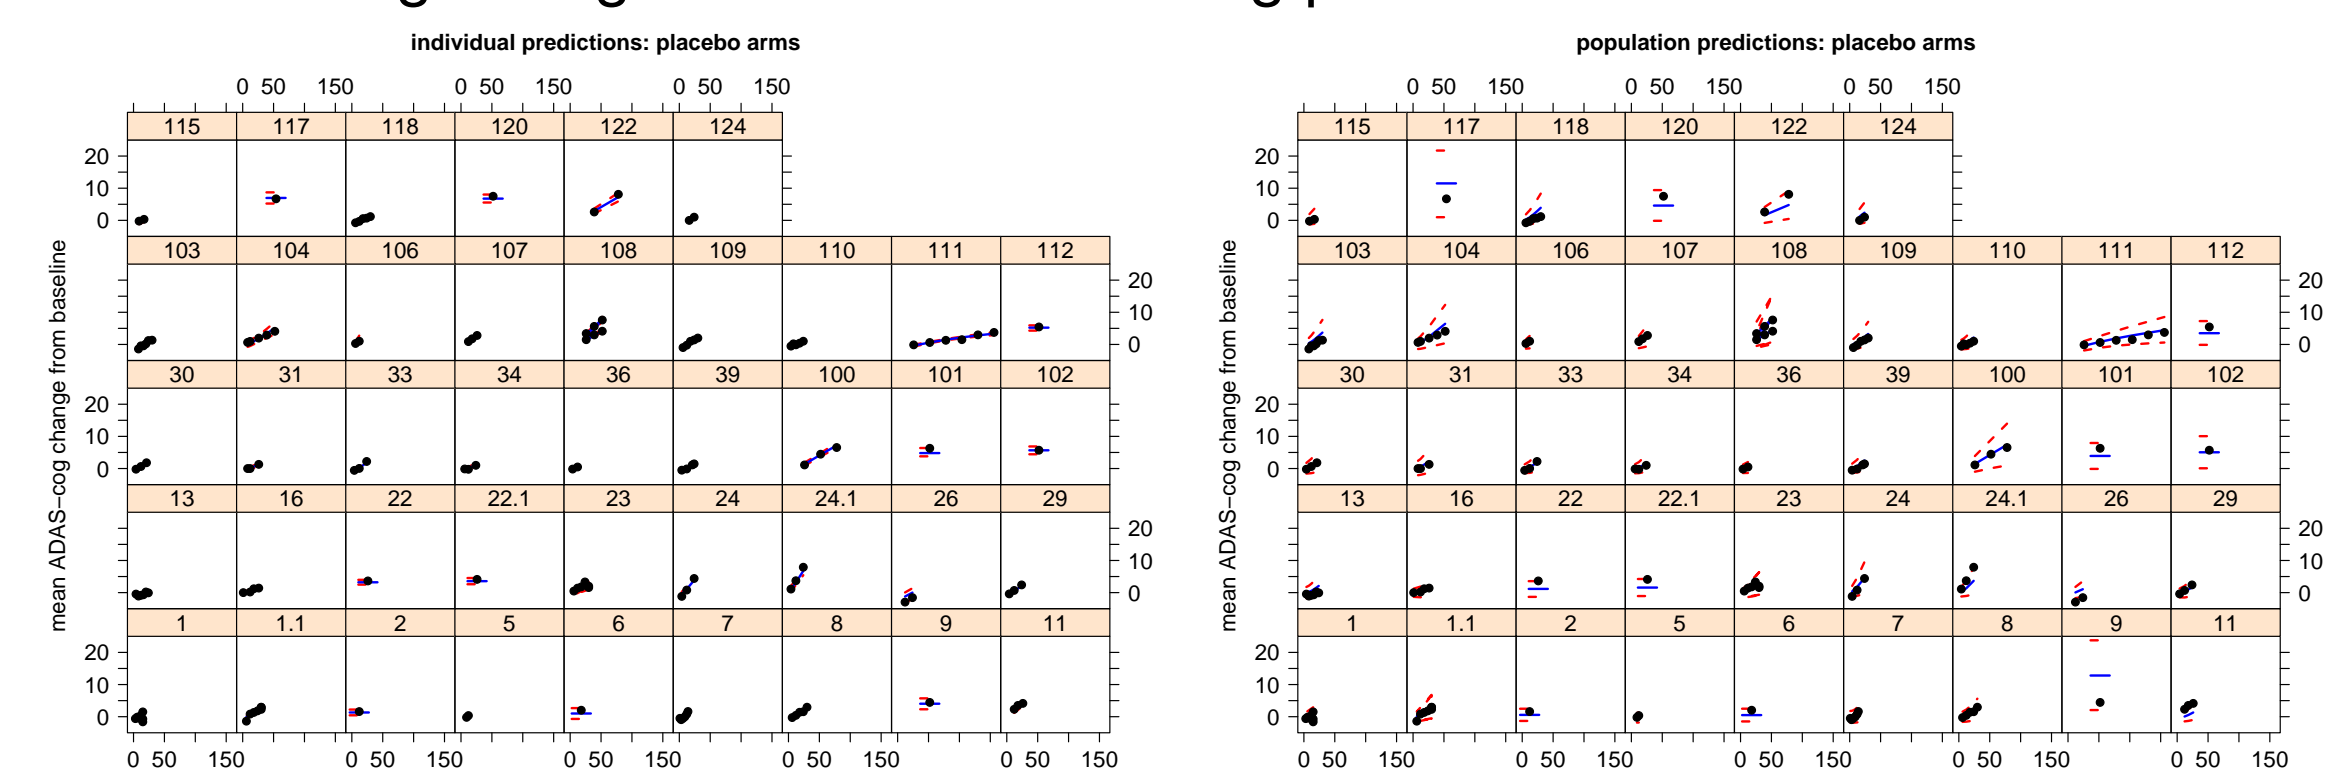 individual predictions: placebo arms
0 50 150 0 50 150 0 50 150
115 117 118 120 122 124
20
10
0
103 104 106 107 108 109 110 111 112
20
10
0
30 31 33 34 36 39 100 101 102
20
10
0
13 16 22 22.1 23 24 24.1 26 29
20
10
0
1 1.1 2 5 6 7 8 9 11
20
10
0
0 50 150 0 50 150 0 50 150 0 50 150 0 50 150
mean ADAS−cog change from baseline
population predictions: placebo arms
0 50 150 0 50 150 0 50 150
115 117 118 120 122 124
20
10
0
103 104 106 107 108 109 110 111 112
20
10
0
30 31 33 34 36 39 100 101 102
20
10
0
13 16 22 22.1 23 24 24.1 26 29
20
10
0
1 1.1 2 5 6 7 8 9 11
20
10
0
0 50 150 0 50 150 0 50 150 0 50 150 0 50 150
mean ADAS−cog change from baseline